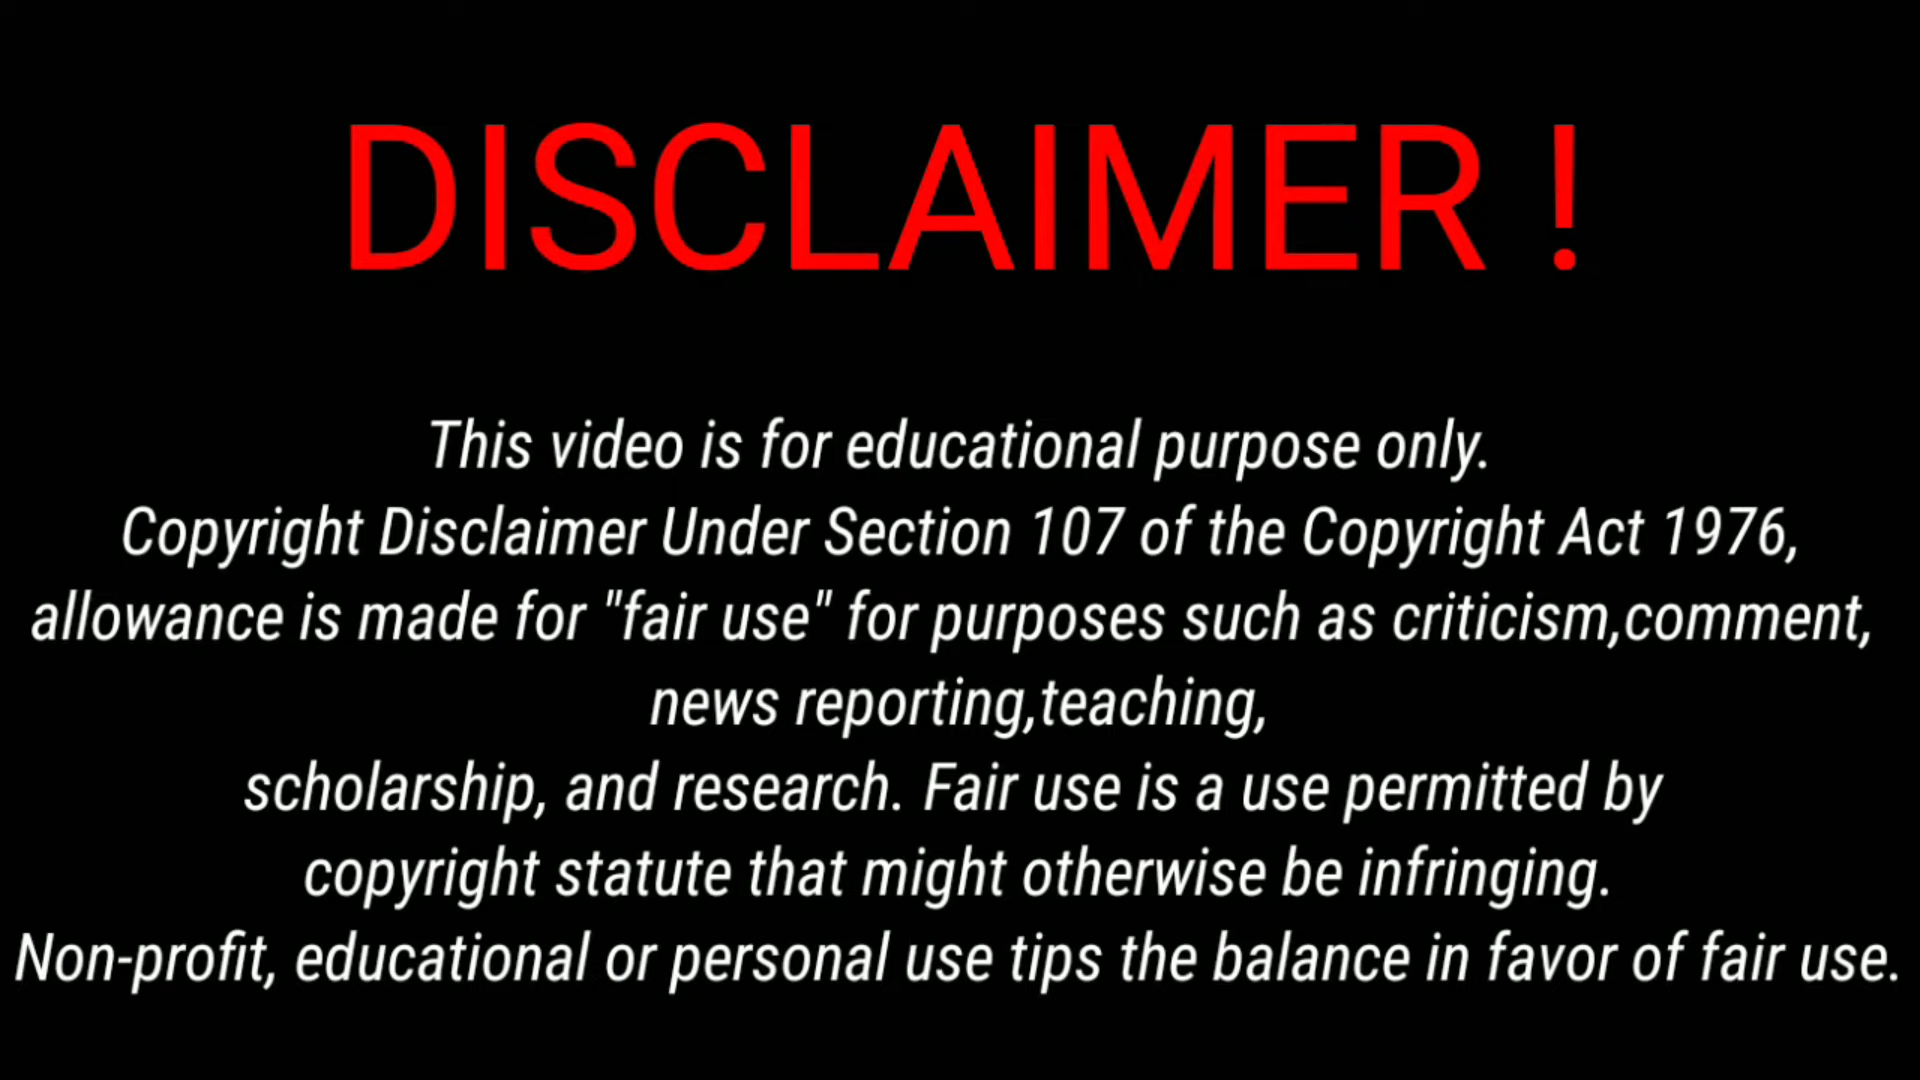 DISCLAIMER !
This video is for educational purpose only.
Copyright Disclaimer Under Section 107 of the Copyright Act 1976,
allowance is made for "fair use" for purposes such as criticism,comment,
news reporting,teaching,
scholarship, and research. Fair use is a use permitted by
copyright statute that might otherwise be infringing.
Non-profit, educational or personal use tips the balance in favor of fair use.